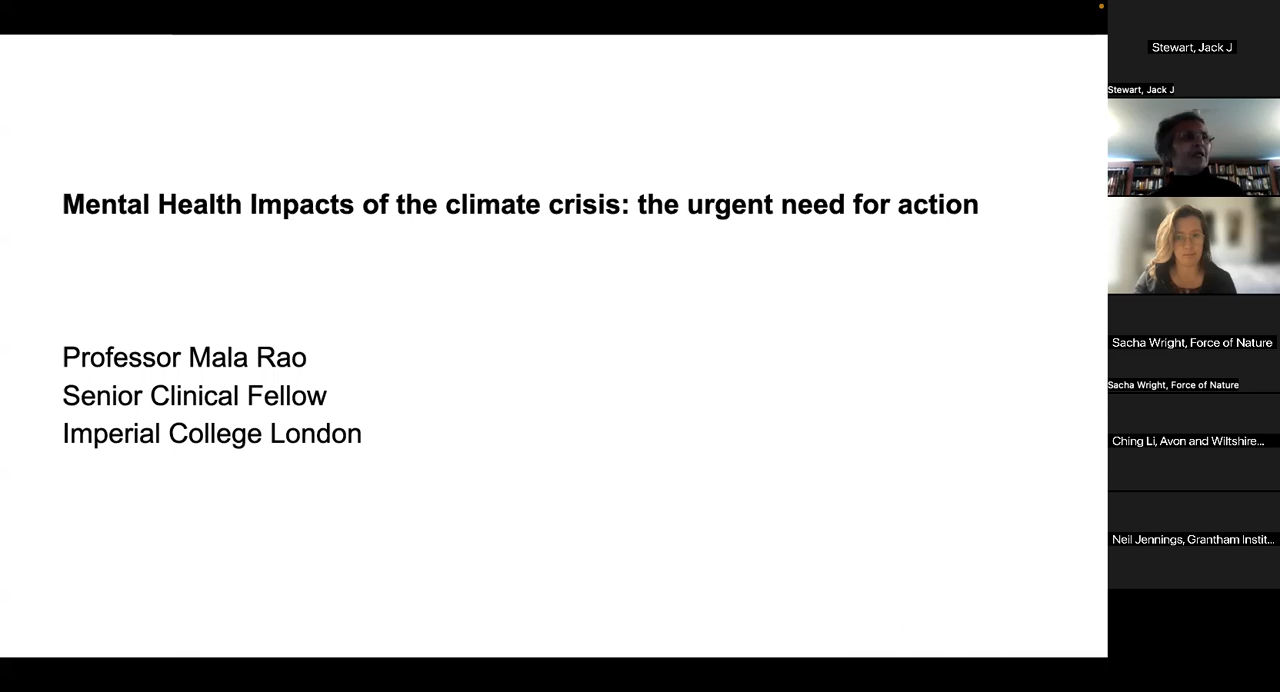 Mental Health Impacts of the climate crisis: the urgent need for action
Professor Mala Rao
Senior Clinical Fellow
Imperial College London
Stewart, Jack J
Stewart, Jack J
Sacha Wright, Force of Nature
Sacha Wright, Force of Nature
Ching Li, Avon and Wiltshire...
Neil Jennings, Grantham Instit...